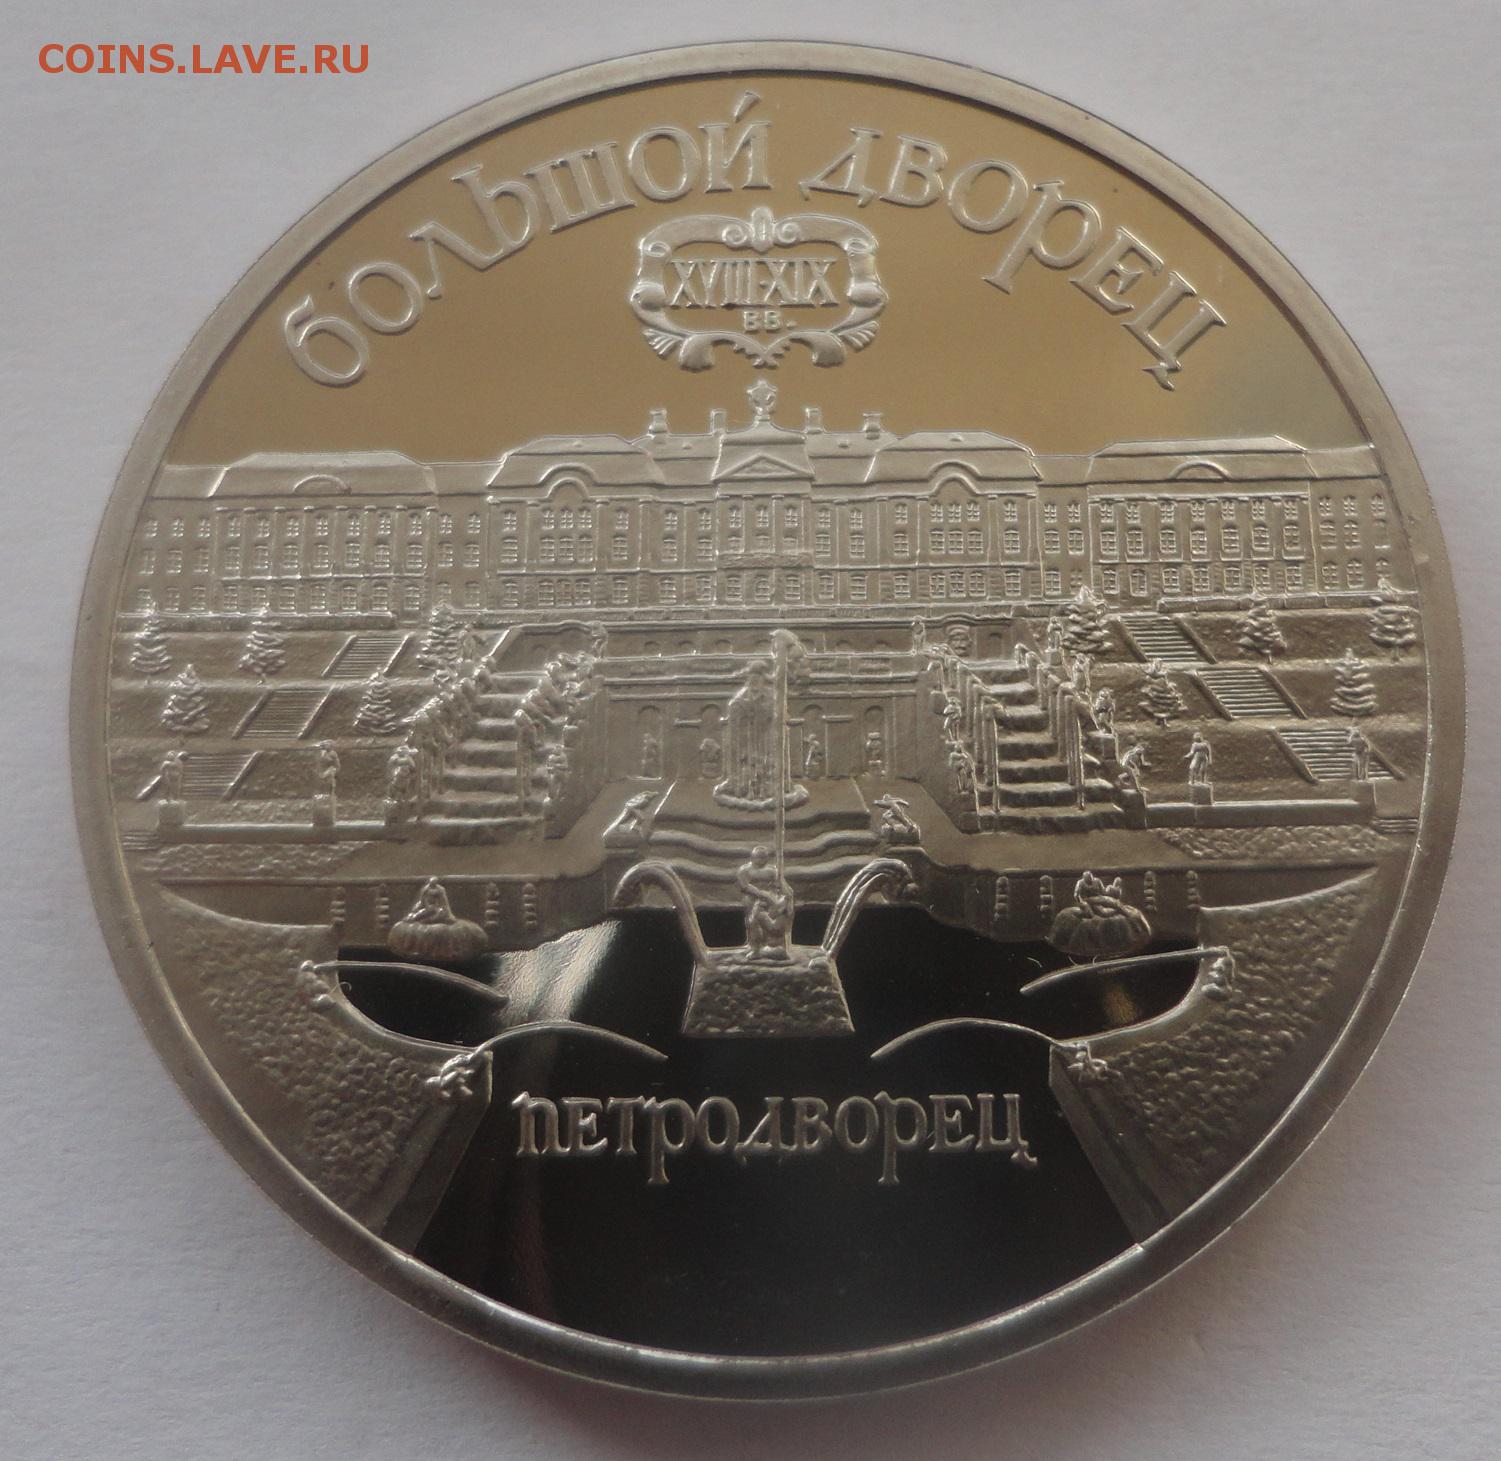 COINS.LAVE.RU
БОЛЬШОЙ ДВОРЕЦ
XVIII-XIX
ВВ.
ПЕТРОДВОРЕЦ